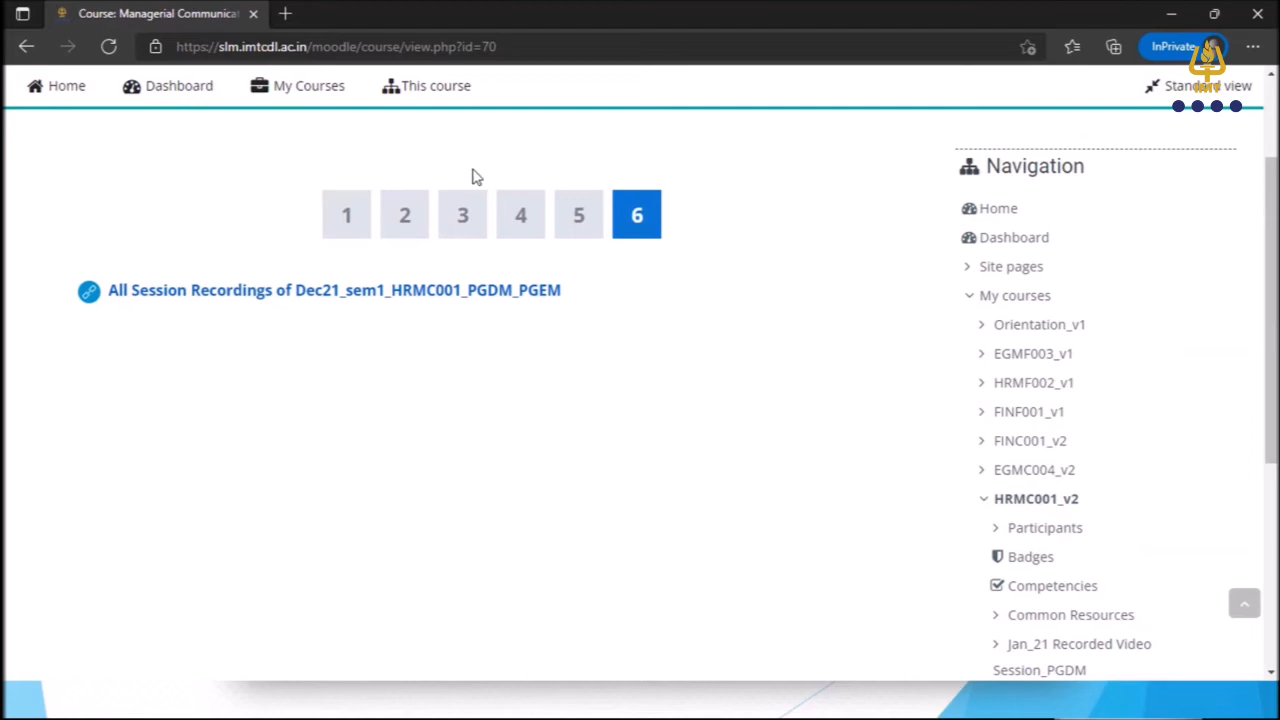 Course: Managerial Communicat
https://slm.imtcdl.ac.in/moodle/course/view.php?id=70
InPrivate
Home
Dashboard
My Courses
This course
Standard view
Navigation
1 2 3 4 5 6
All Session Recordings of Dec21_sem1_HRMC001_PGDM_PGEM
Home
Dashboard
Site pages
My courses
Orientation_v1
EGMF003_v1
HRMF002_v1
FINF001_v1
FINC001_v2
EGMC004_v2
HRMC001_v2
Participants
Badges
Competencies
Common Resources
Jan_21 Recorded Video
Session_PGDM